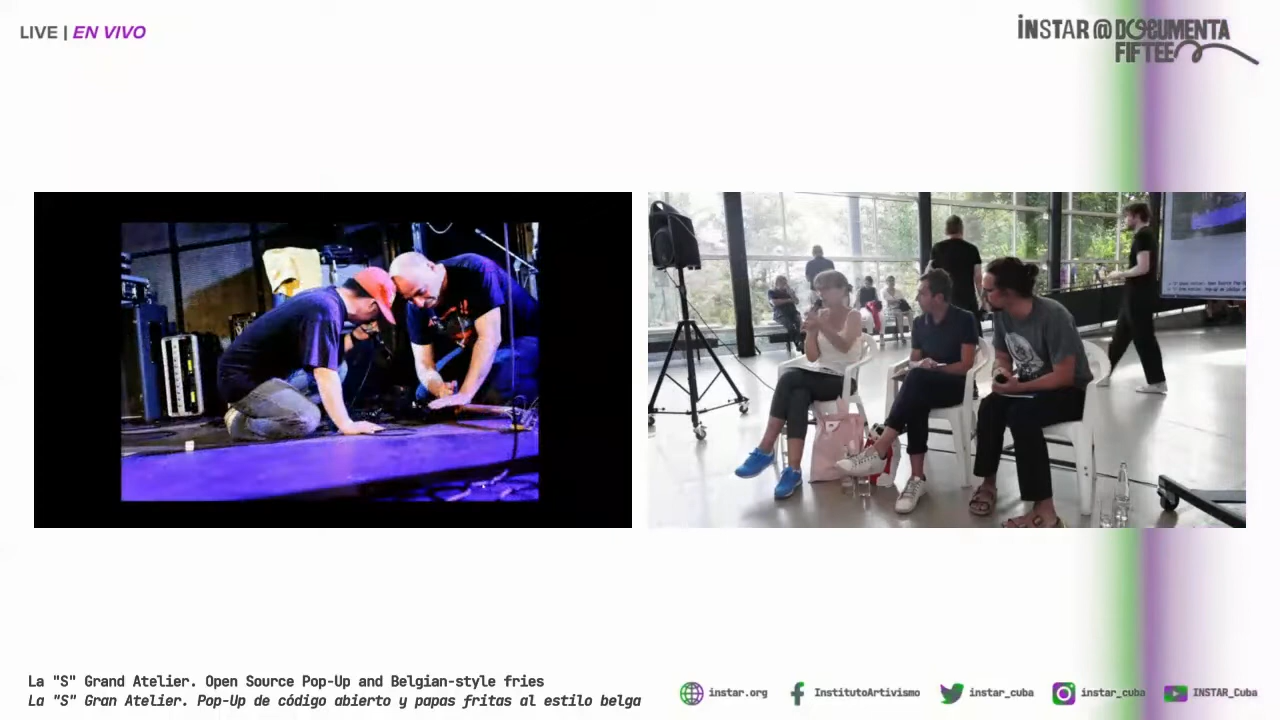 LIVE | EN VIVO
INSTAR @ DOCUMENTA
FIFTEEN
La "S" Grand Atelier. Open Source Pop-Up and Belgian-style fries
La "S" Gran Atelier. Pop-Up de código abierto y papas fritas al estilo belga
instar.org
InstitutoArtivismo
instar_cuba
instar_cuba
INSTAR_Cuba